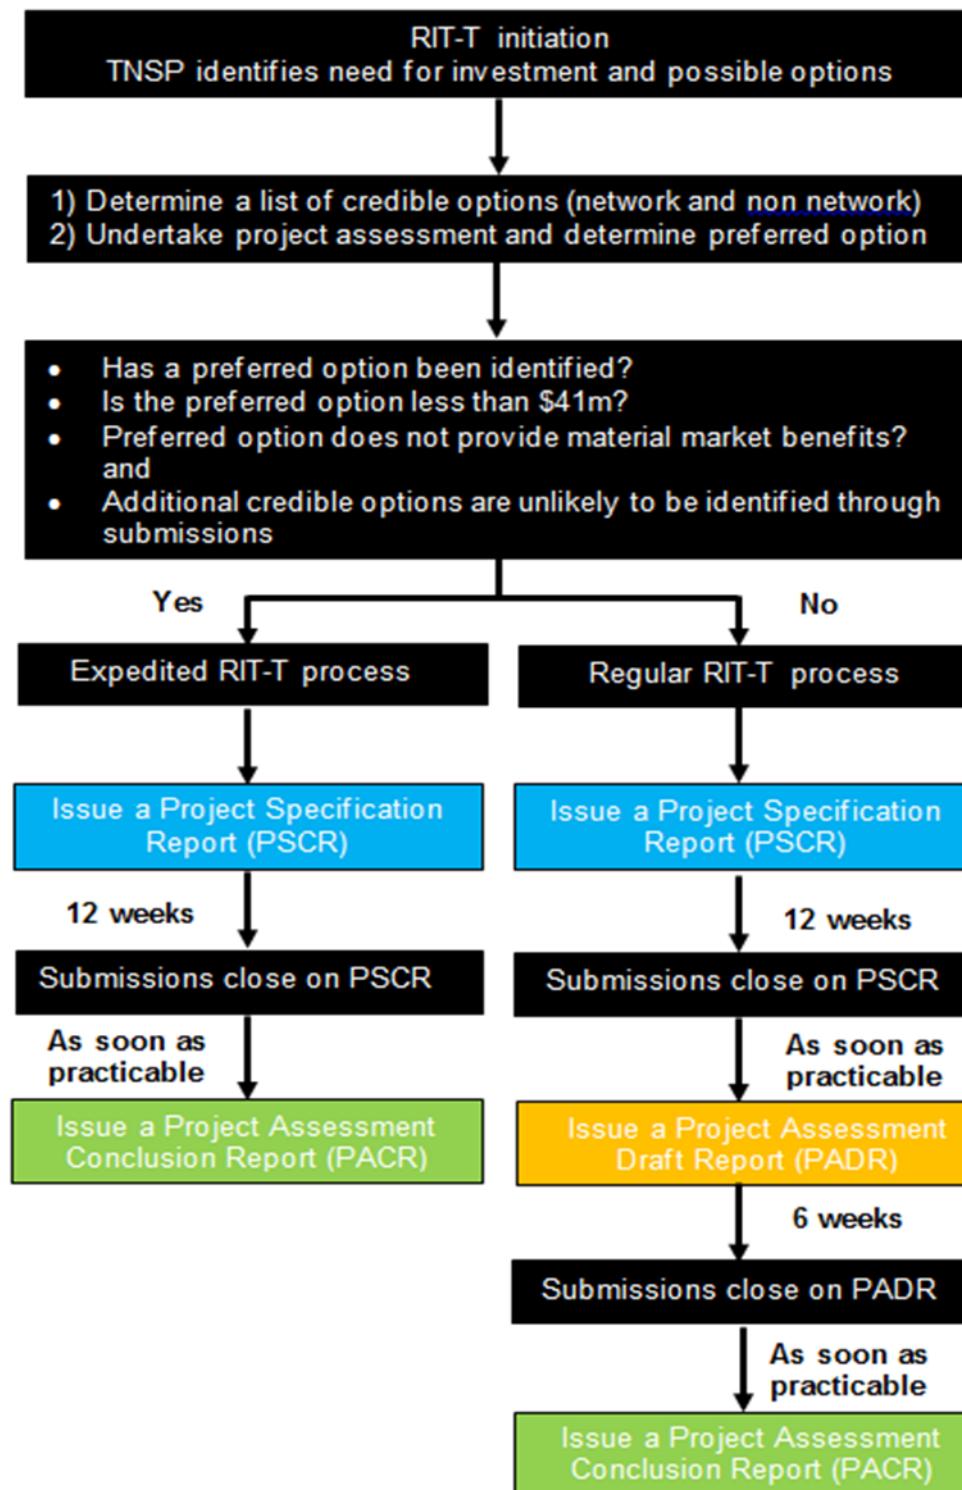 RIT-T initiation
TNSP identifies need for investment and possible options
1) Determine a list of credible options (network and non network)
2) Undertake project assessment and determine preferred option
• Has a preferred option been identified?
• Is the preferred option less than $41m?
• Preferred option does not provide material market benefits?
and
• Additional credible options are unlikely to be identified through
submissions
Yes
No
Expedited RIT-T process
Regular RIT-T process
Issue a Project Specification
Report (PSCR)
Issue a Project Specification
Report (PSCR)
12 weeks
12 weeks
Submissions close on PSCR
Submissions close on PSCR
As soon as
practicable
As soon as
practicable
Issue a Project Assessment
Conclusion Report (PACR)
Issue a Project Assessment
Draft Report (PADR)
6 weeks
Submissions close on PADR
As soon as
practicable
Issue a Project Assessment
Conclusion Report (PACR)